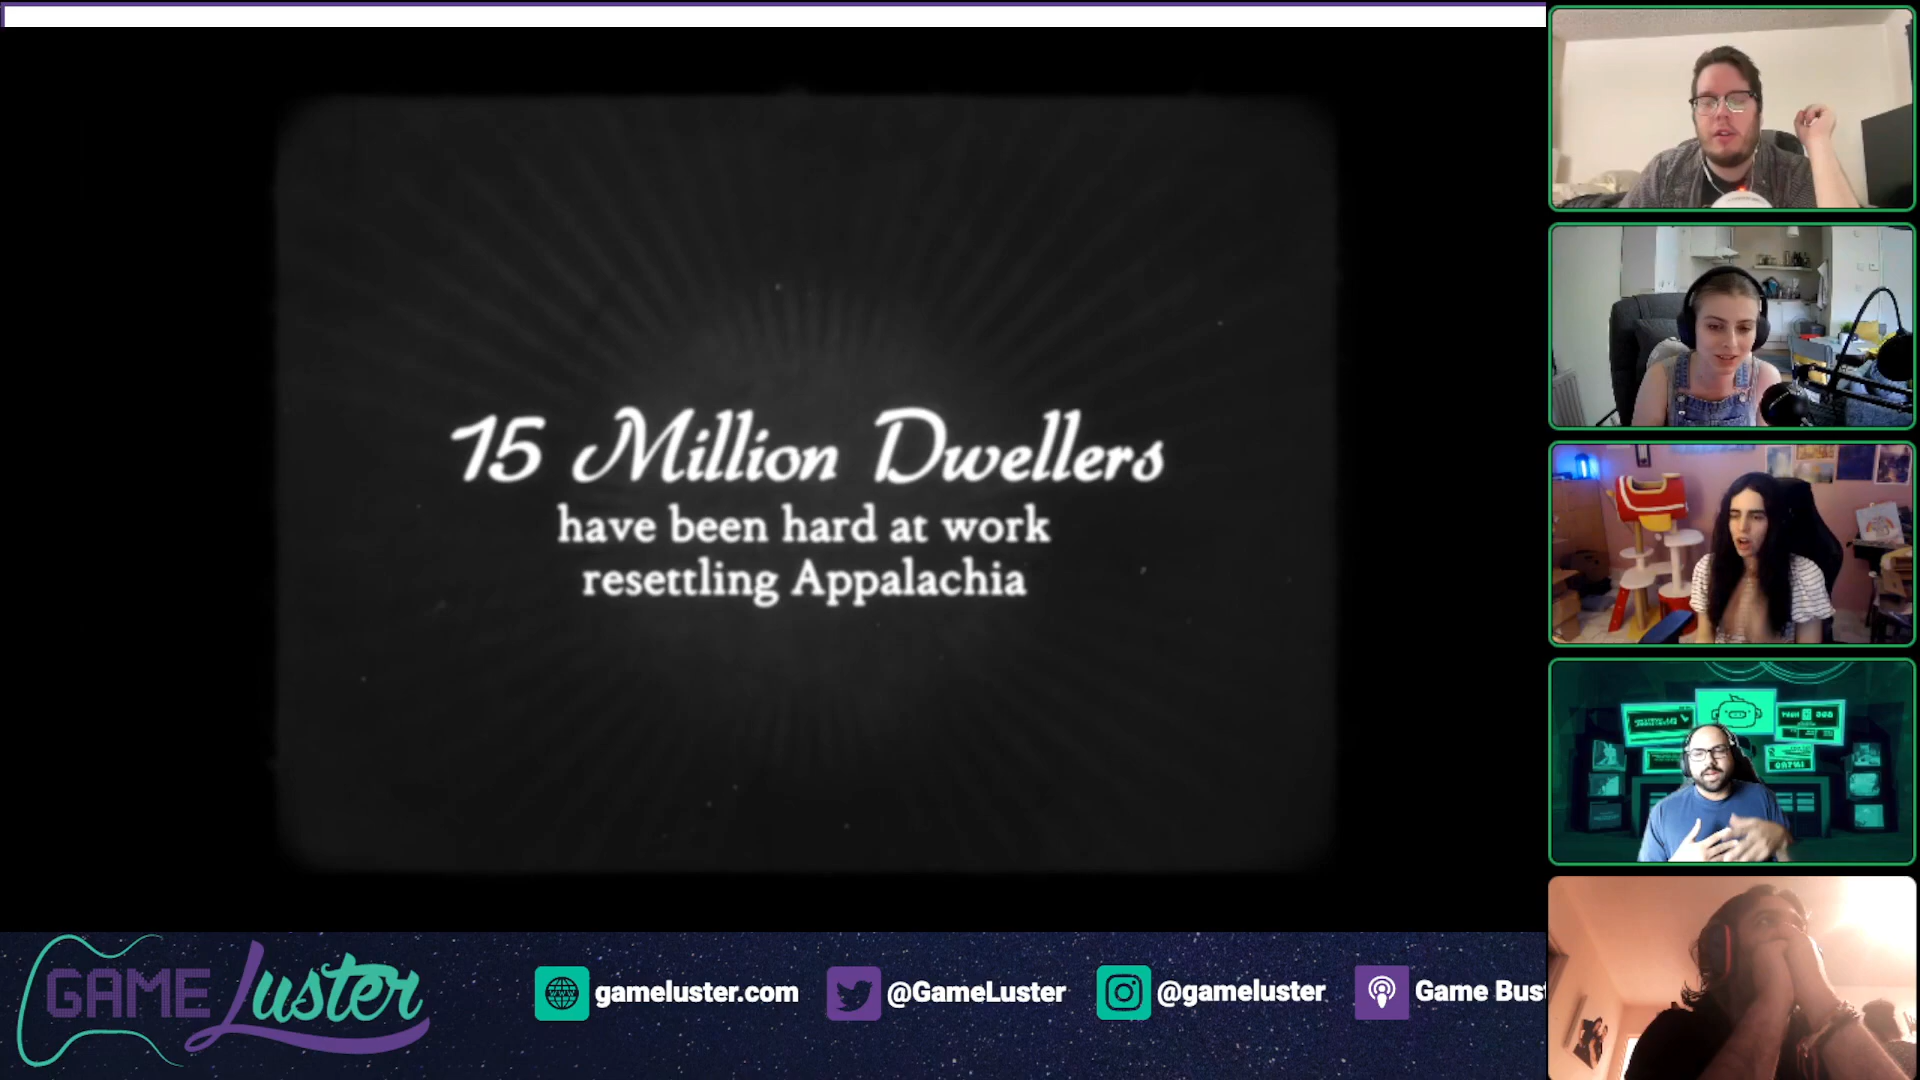 15 Million Dwellers
have been hard at work
resettling Appalachia
GAME Luster
gameluster.com
@GameLuster
@gameluster
Game Bus